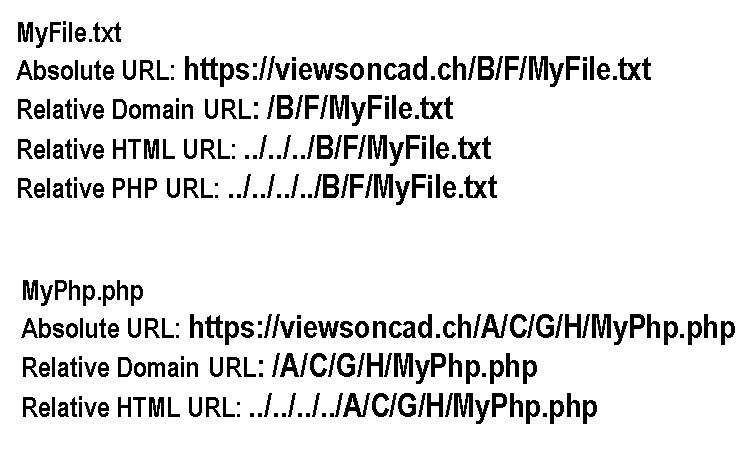 MyFile.txt
Absolute URL: https://viewsoncad.ch/B/F/MyFile.txt
Relative Domain URL: /B/F/MyFile.txt
Relative HTML URL: ../../../B/F/MyFile.txt
Relative PHP URL: ../../../../B/F/MyFile.txt
MyPhp.php
Absolute URL: https://viewsoncad.ch/A/C/G/H/MyPhp.php
Relative Domain URL: /A/C/G/H/MyPhp.php
Relative HTML URL: ../../../../A/C/G/H/MyPhp.php